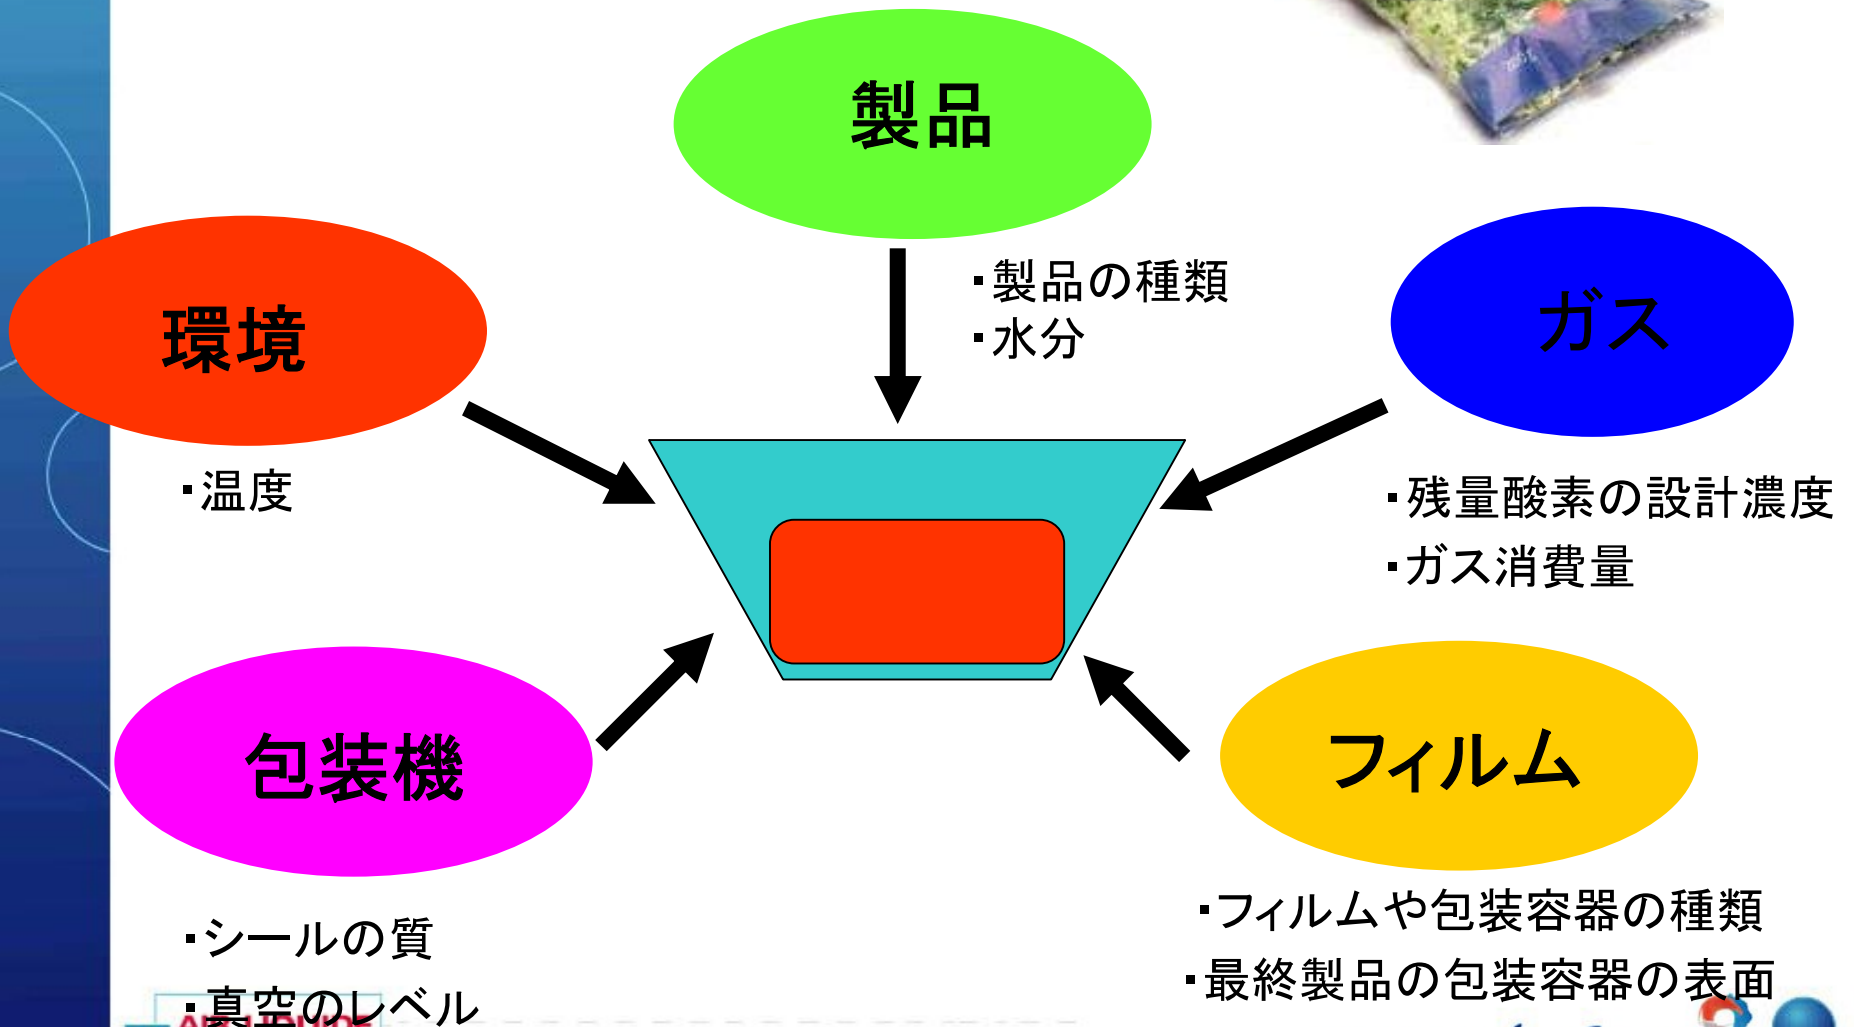 製品
・製品の種類
・水分
環境
・温度
ガス
・残量酸素の設計濃度
・ガス消費量
包装機
・シールの質
・真空のレベル
フィルム
・フィルムや包装容器の種類
・最終製品の包装容器の表面
AIR LIQUIDE